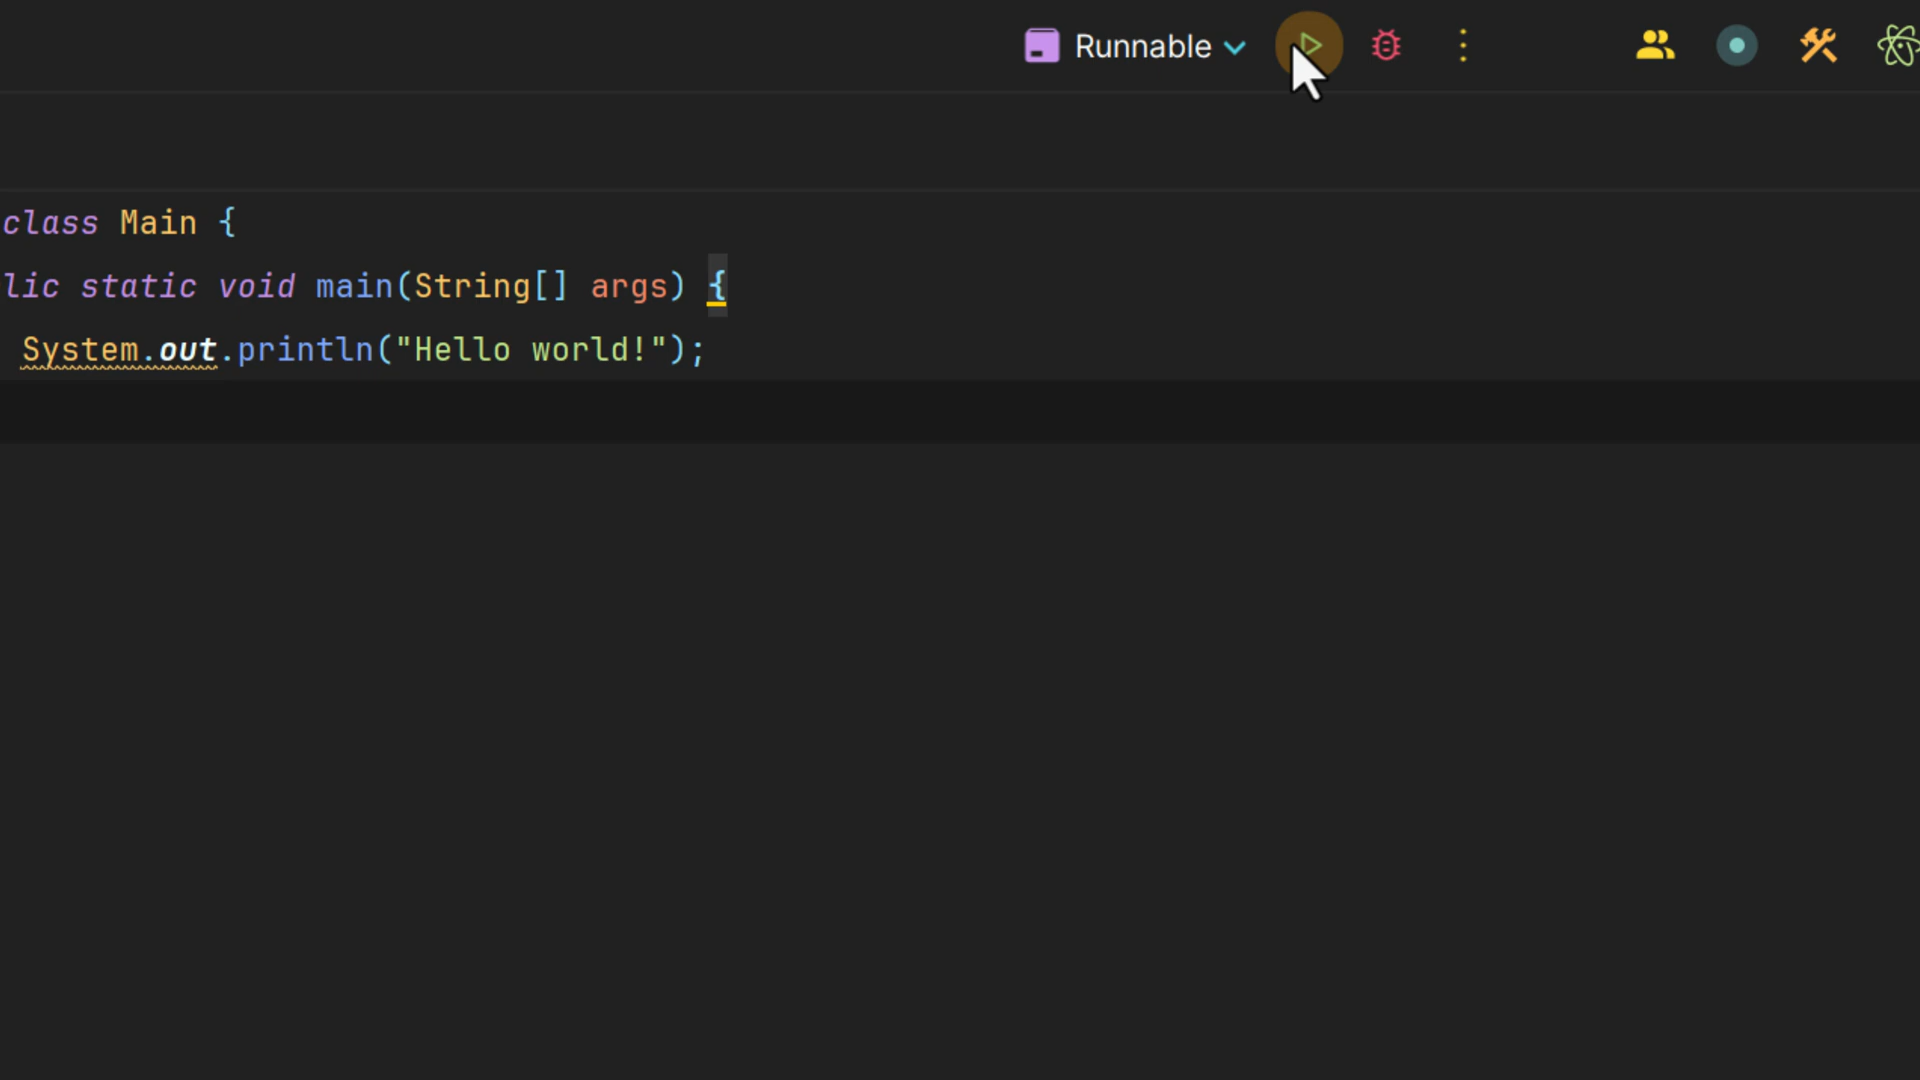 Runnable
class Main {
lic static void main(String[] args) {
System.out.println("Hello world!");